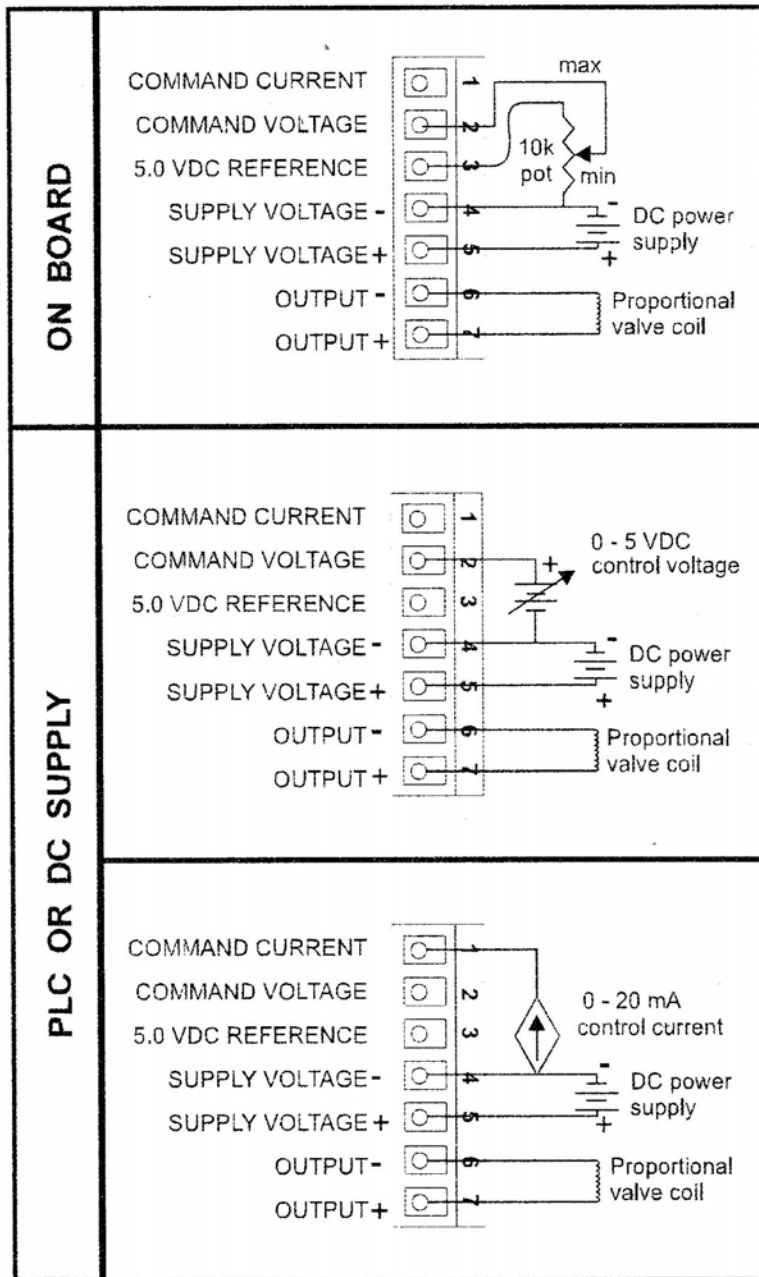 ON BOARD
COMMAND CURRENT 1
COMMAND VOLTAGE 2
5.0 VDC REFERENCE 3
SUPPLY VOLTAGE - 4
SUPPLY VOLTAGE + 5
OUTPUT - 6
OUTPUT + 7
max
10k
pot
min
-
DC power
supply
+
Proportional
valve coil
PLC OR DC SUPPLY
COMMAND CURRENT 1
COMMAND VOLTAGE 2
5.0 VDC REFERENCE 3
SUPPLY VOLTAGE - 4
SUPPLY VOLTAGE + 5
OUTPUT - 6
OUTPUT + 7
+
0 - 5 VDC
control voltage
-
DC power
supply
+
Proportional
valve coil
COMMAND CURRENT 1
COMMAND VOLTAGE 2
5.0 VDC REFERENCE 3
SUPPLY VOLTAGE - 4
SUPPLY VOLTAGE + 5
OUTPUT - 6
OUTPUT + 7
0 - 20 mA
control current
-
DC power
supply
+
Proportional
valve coil